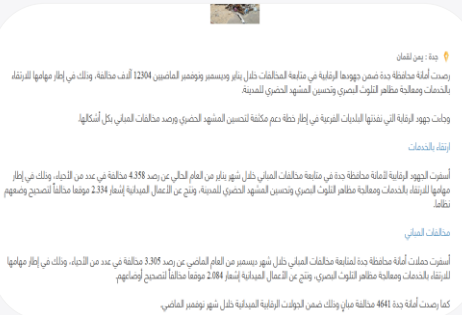 جدة : يمن لقمان
رصدت أمانة محافظة جدة ضمن جهودها الرقابية في متابعة المخالفات خلال يناير وديسمبر ونوفمبر الماضيين 12304 آلاف مخالفة، وذلك في إطار مهامها للارتقاء
بالخدمات ومعالجة مظاهر التلوث البصري وتحسين المشهد الحضري للمدينة.
وجاءت جهود الرقابة التي نفذتها البلديات الفرعية في إطار خطة دعم مكثفة لتحسين المشهد الحضري ورصد مخالفات المباني بكل أشكالها.
ارتقاء بالخدمات
أسفرت الجهود الرقابية لأمانة محافظة جدة في متابعة مخالفات المباني خلال شهر يناير من العام الحالي عن رصد 4.358 مخالفة في عدد من الأحياء، وذلك في إطار
مهامها للارتقاء بالخدمات ومعالجة مظاهر التلوث البصري وتحسين المشهد الحضري للمدينة، ونتج عن الأعمال الميدانية إشعار 2.334 موقعا مخالفاً لتصحيح وضعهم
نظاما.
مخالفات المباني
أسفرت حملات أمانة محافظة جدة لمتابعة مخالفات المباني خلال شهر ديسمبر من العام الماضي عن رصد 3.305 مخالفة في عدد من الأحياء، وذلك في إطار مهامها
للارتقاء بالخدمات ومعالجة مظاهر التلوث البصري، ونتج عن الأعمال الميدانية إشعار 2.084 موقعا مخالفاً لتصحيح أوضاعهم.
كما رصدت أمانة جدة 4641 مخالفة مبانٍ وذلك ضمن الجولات الرقابية الميدانية خلال شهر نوفمبر الماضي.